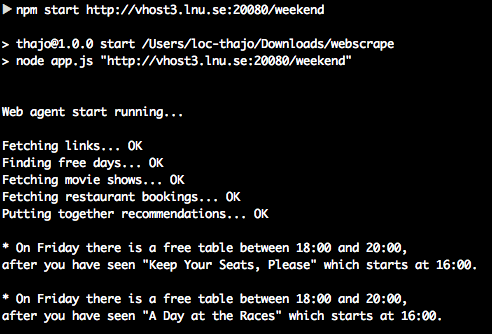 ▶ npm start http://vhost3.lnu.se:20080/weekend
> thajo@1.0.0 start /Users/loc-thajo/Downloads/webscrape
> node app.js "http://vhost3.lnu.se:20080/weekend"
Web agent start running...
Fetching links... OK
Finding free days... OK
Fetching movie shows... OK
Fetching restaurant bookings... OK
Putting together recommendations... OK
* On Friday there is a free table between 18:00 and 20:00,
after you have seen "Keep Your Seats, Please" which starts at 16:00.
* On Friday there is a free table between 18:00 and 20:00,
after you have seen "A Day at the Races" which starts at 16:00.